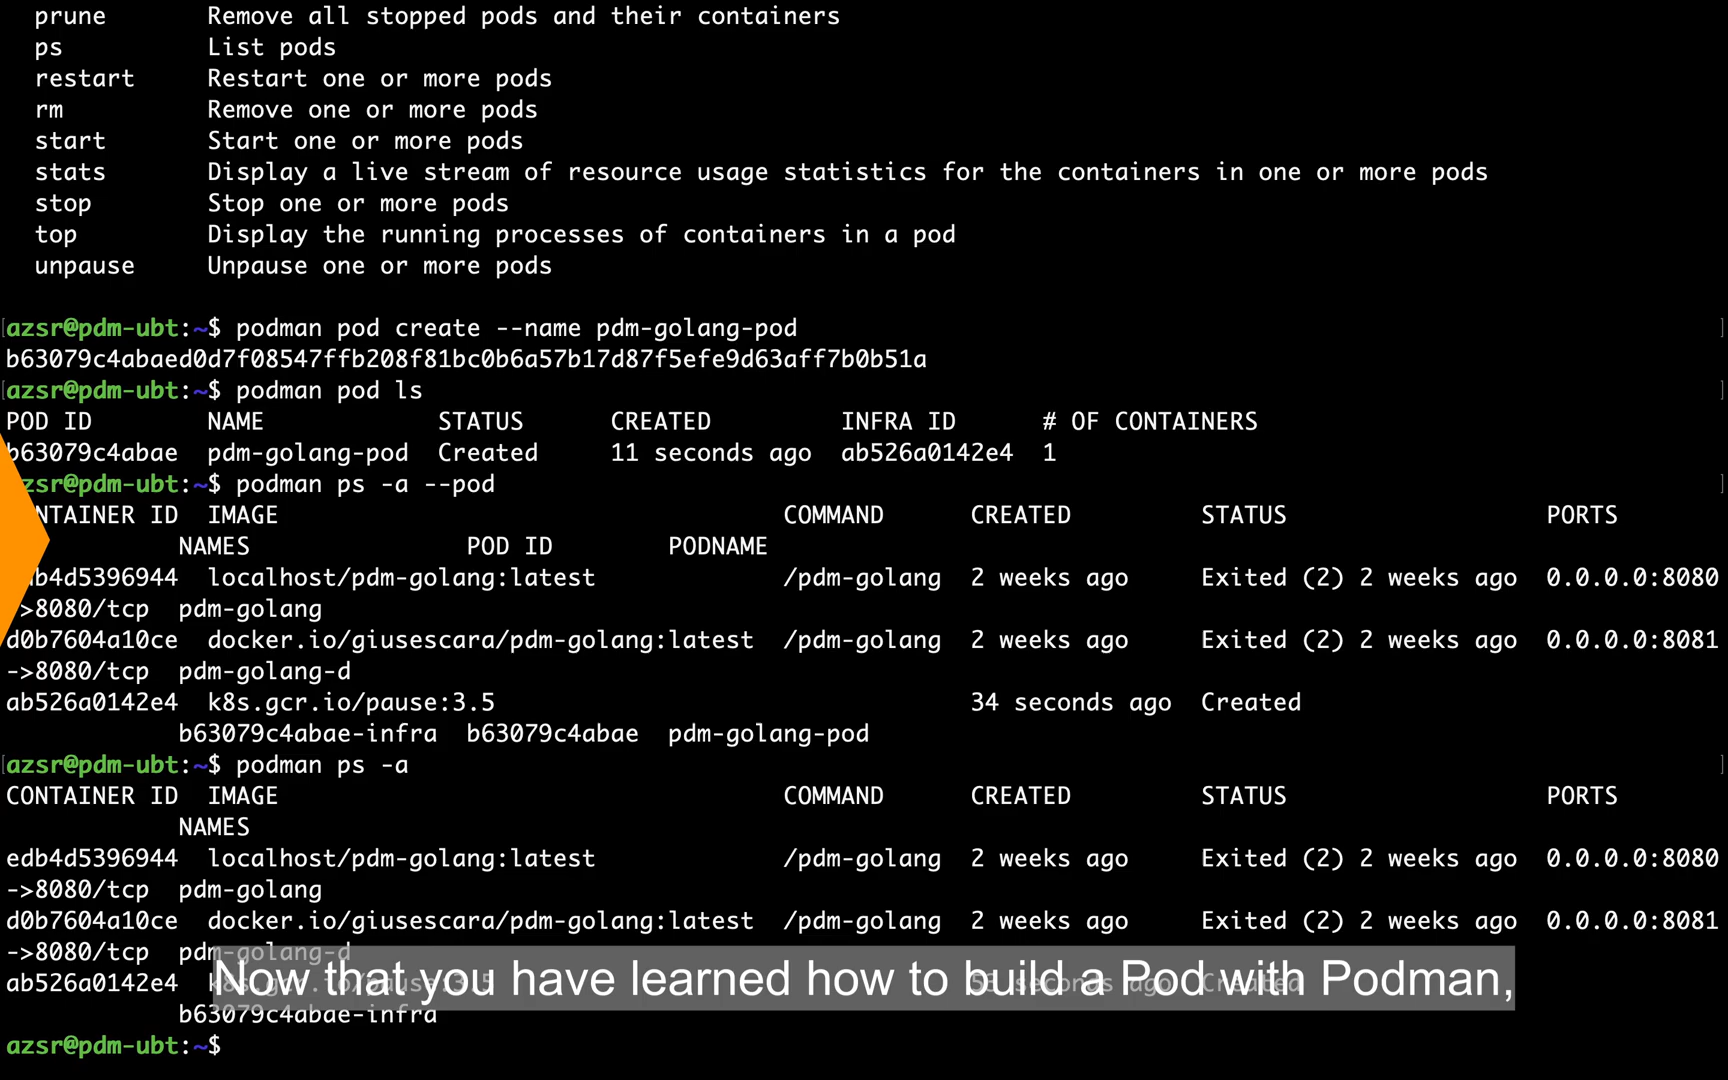 prune Remove all stopped pods and their containers
ps List pods
restart Restart one or more pods
rm Remove one or more pods
start Start one or more pods
stats Display a live stream of resource usage statistics for the containers in one or more pods
stop Stop one or more pods
top Display the running processes of containers in a pod
unpause Unpause one or more pods
[azsr@pdm-ubt:~$ podman pod create --name pdm-golang-pod ]
b63079c4abaed0d7f08547ffb208f81bc0b6a57b17d87f5efe9d63aff7b0b51a
[azsr@pdm-ubt:~$ podman pod ls ]
POD ID NAME STATUS CREATED INFRA ID # OF CONTAINERS
b63079c4abae pdm-golang-pod Created 11 seconds ago ab526a0142e4 1
zsr@pdm-ubt:~$ podman ps -a --pod ]
NTAINER ID IMAGE COMMAND CREATED STATUS PORTS
NAMES POD ID PODNAME
b4d5396944 localhost/pdm-golang:latest /pdm-golang 2 weeks ago Exited (2) 2 weeks ago 0.0.0.0:8080
>8080/tcp pdm-golang
d0b7604a10ce docker.io/giusescara/pdm-golang:latest /pdm-golang 2 weeks ago Exited (2) 2 weeks ago 0.0.0.0:8081
->8080/tcp pdm-golang-d
ab526a0142e4 k8s.gcr.io/pause:3.5 34 seconds ago Created
b63079c4abae-infra b63079c4abae pdm-golang-pod
[azsr@pdm-ubt:~$ podman ps -a ]
CONTAINER ID IMAGE COMMAND CREATED STATUS PORTS
NAMES
edb4d5396944 localhost/pdm-golang:latest /pdm-golang 2 weeks ago Exited (2) 2 weeks ago 0.0.0.0:8080
->8080/tcp pdm-golang
d0b7604a10ce docker.io/giusescara/pdm-golang:latest /pdm-golang 2 weeks ago Exited (2) 2 weeks ago 0.0.0.0:8081
->8080/tcp pdm-golang-d
ab526a0142e4
Now that you have learned how to build a Pod with Podman,
b63079c4abae-infra
azsr@pdm-ubt:~$